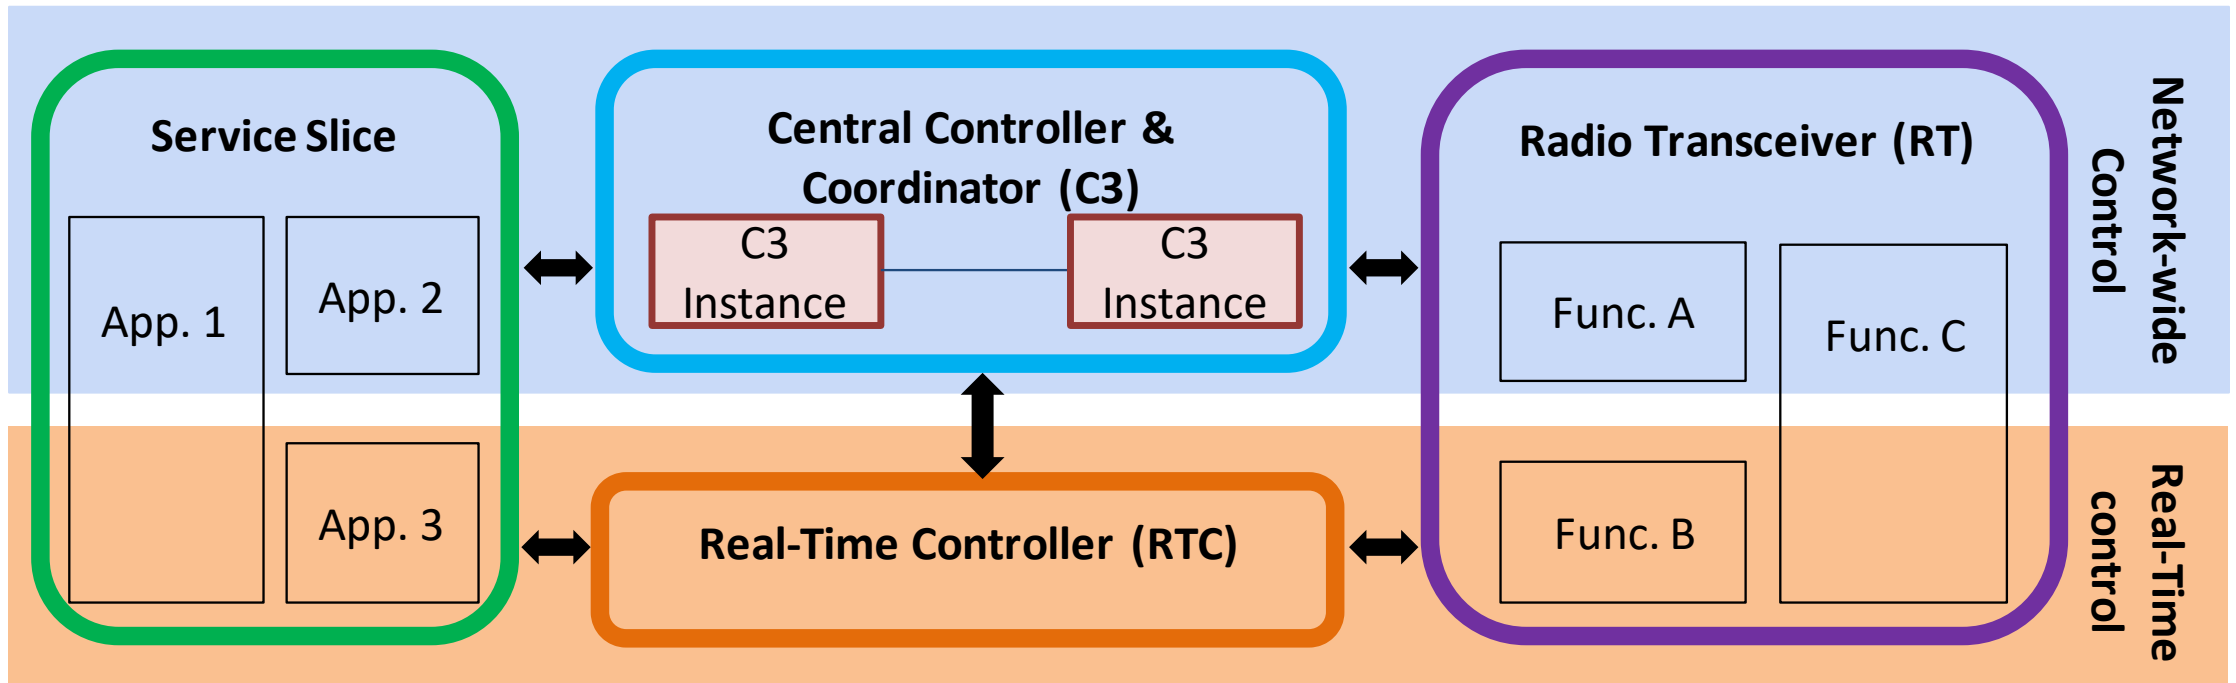 Service Slice
App. 1
App. 2
App. 3
Central Controller &
Coordinator (C3)
C3
Instance
C3
Instance
Real-Time Controller (RTC)
Radio Transceiver (RT)
Func. A
Func. B
Func. C
Network-wide
Control
Real-Time
control